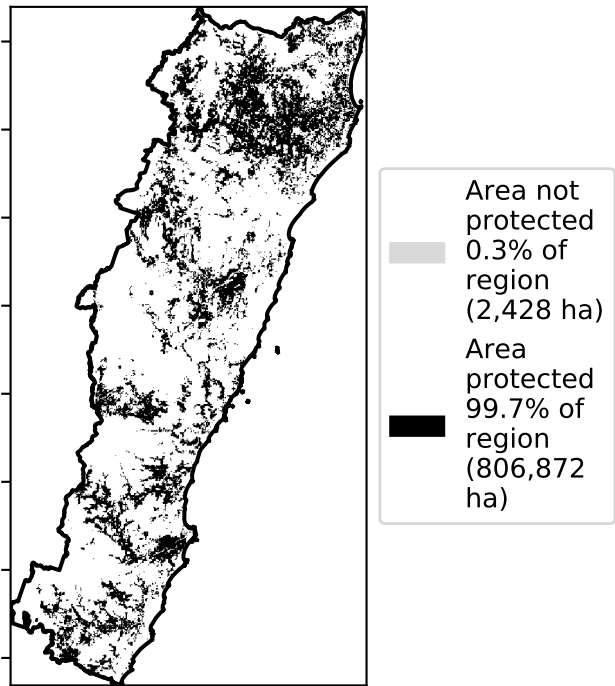 Area not
protected
0.3% of
region
(2,428 ha)
Area
protected
99.7% of
region
(806,872
ha)